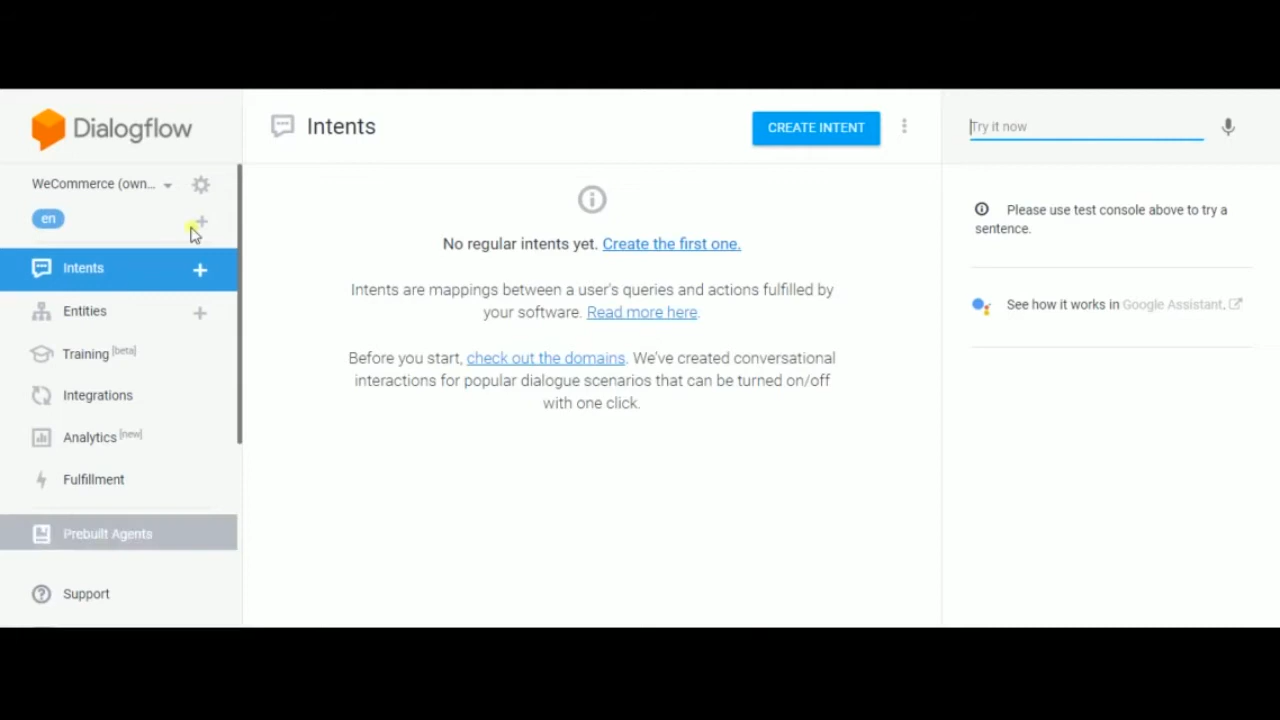 Dialogflow
WeCommerce (own...
en
Intents
Entities
Training [beta]
Integrations
Analytics [new]
Fulfillment
Prebuilt Agents
Support
Intents
CREATE INTENT
No regular intents yet. Create the first one.
Intents are mappings between a user's queries and actions fulfilled by
your software. Read more here.
Before you start, check out the domains. We've created conversational
interactions for popular dialogue scenarios that can be turned on/off
with one click.
Try it now
Please use test console above to try a
sentence.
See how it works in Google Assistant.